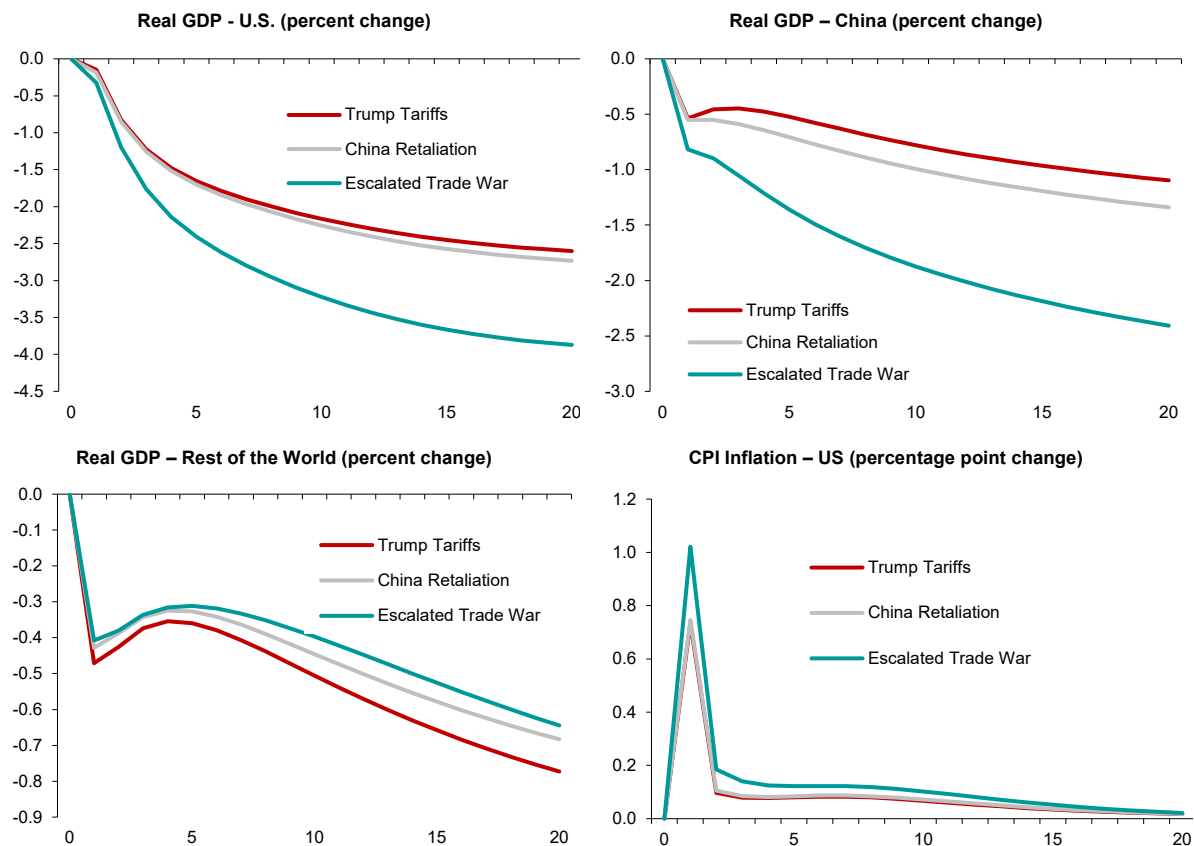 Real GDP - U.S. (percent change)
0.0
-0.5
-1.0
-1.5
-2.0
-2.5
-3.0
-3.5
-4.0
-4.5
Trump Tariffs
China Retaliation
Escalated Trade War
0 5 10 15 20
Real GDP – China (percent change)
0.0
-0.5
-1.0
-1.5
-2.0
-2.5
-3.0
Trump Tariffs
China Retaliation
Escalated Trade War
0 5 10 15 20
Real GDP – Rest of the World (percent change)
0.0
-0.1
-0.2
-0.3
-0.4
-0.5
-0.6
-0.7
-0.8
-0.9
Trump Tariffs
China Retaliation
Escalated Trade War
0 5 10 15 20
CPI Inflation – US (percentage point change)
1.2
1.0
0.8
0.6
0.4
0.2
0.0
Trump Tariffs
China Retaliation
Escalated Trade War
0 5 10 15 20